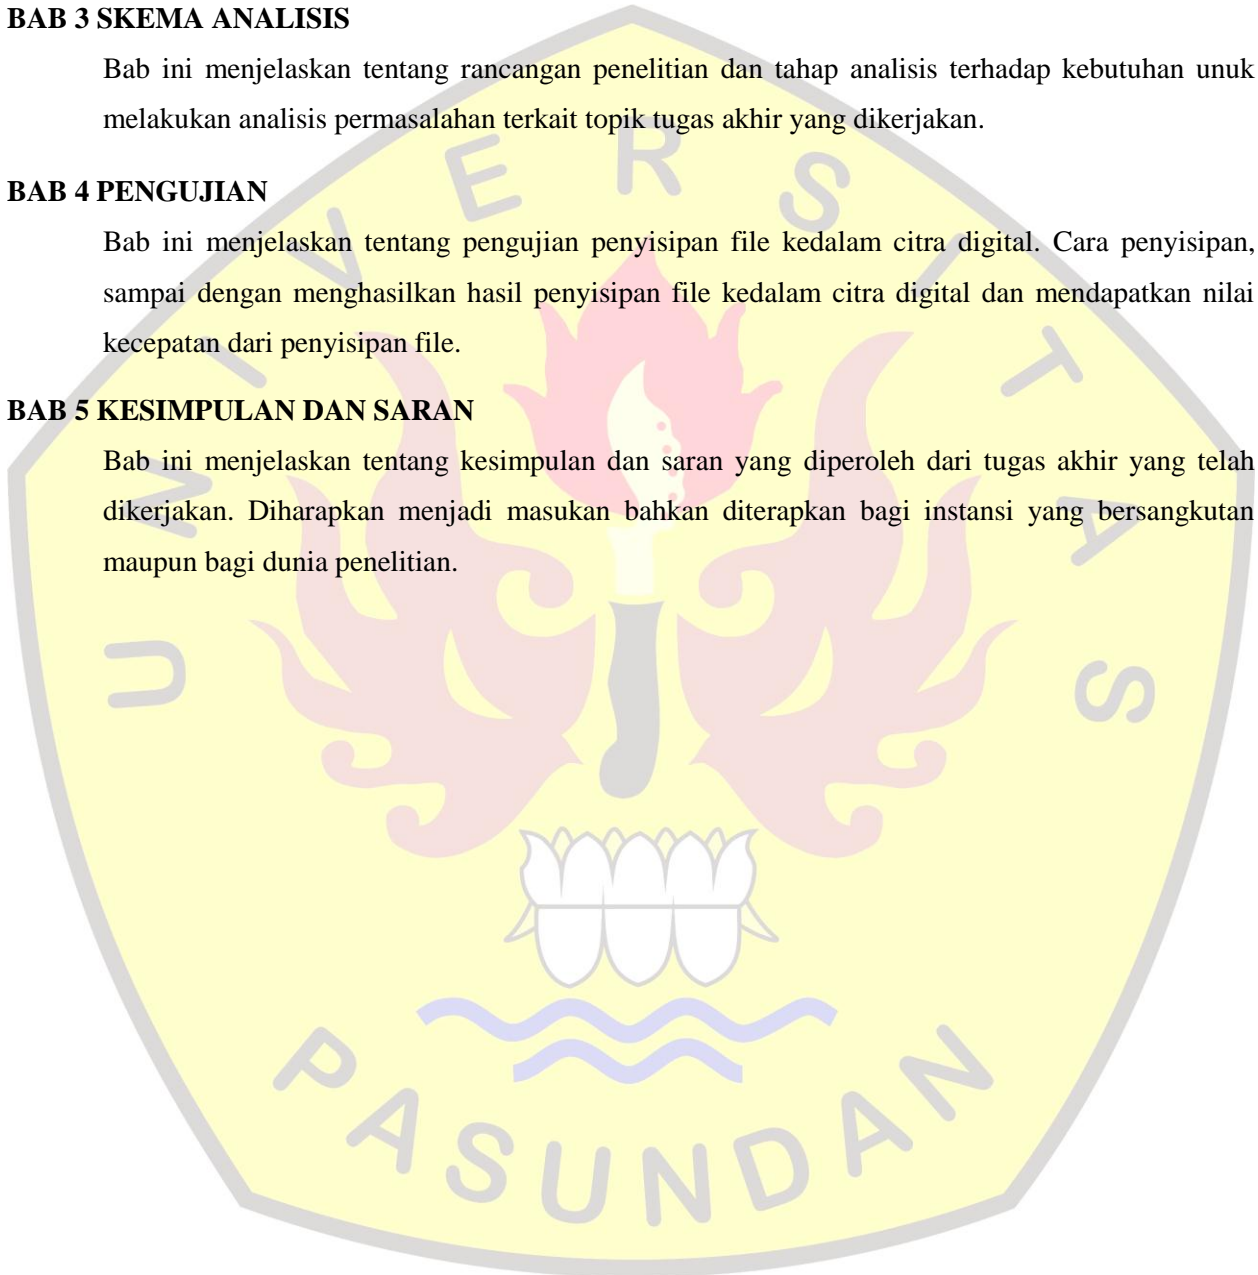 BAB 3 SKEMA ANALISIS
Bab ini menjelaskan tentang rancangan penelitian dan tahap analisis terhadap kebutuhan unuk
melakukan analisis permasalahan terkait topik tugas akhir yang dikerjakan.
BAB 4 PENGUJIAN
Bab ini menjelaskan tentang pengujian penyisipan file kedalam citra digital. Cara penyisipan,
sampai dengan menghasilkan hasil penyisipan file kedalam citra digital dan mendapatkan nilai
kecepatan dari penyisipan file.
BAB 5 KESIMPULAN DAN SARAN
Bab ini menjelaskan tentang kesimpulan dan saran yang diperoleh dari tugas akhir yang telah
dikerjakan. Diharapkan menjadi masukan bahkan diterapkan bagi instansi yang bersangkutan
maupun bagi dunia penelitian.
UNIVERSITAS
PASUNDAN